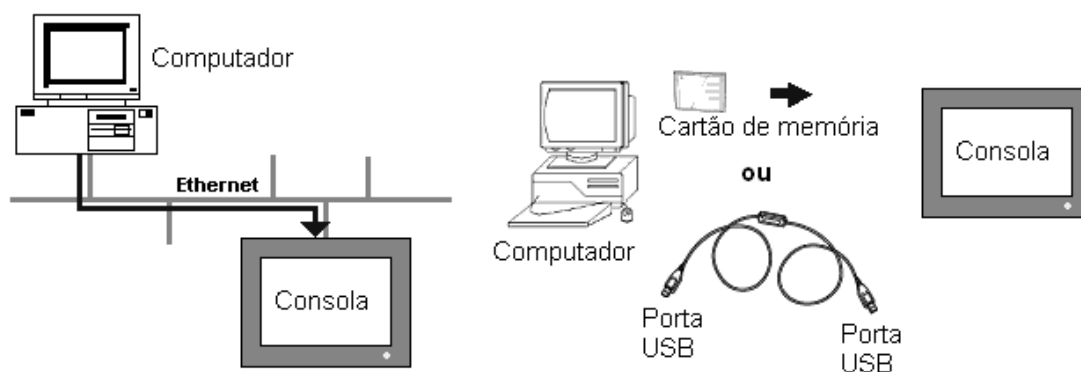 Computador
Ethernet
Consola
Computador
Cartão de memória
ou
Porta
USB
Porta
USB
Consola